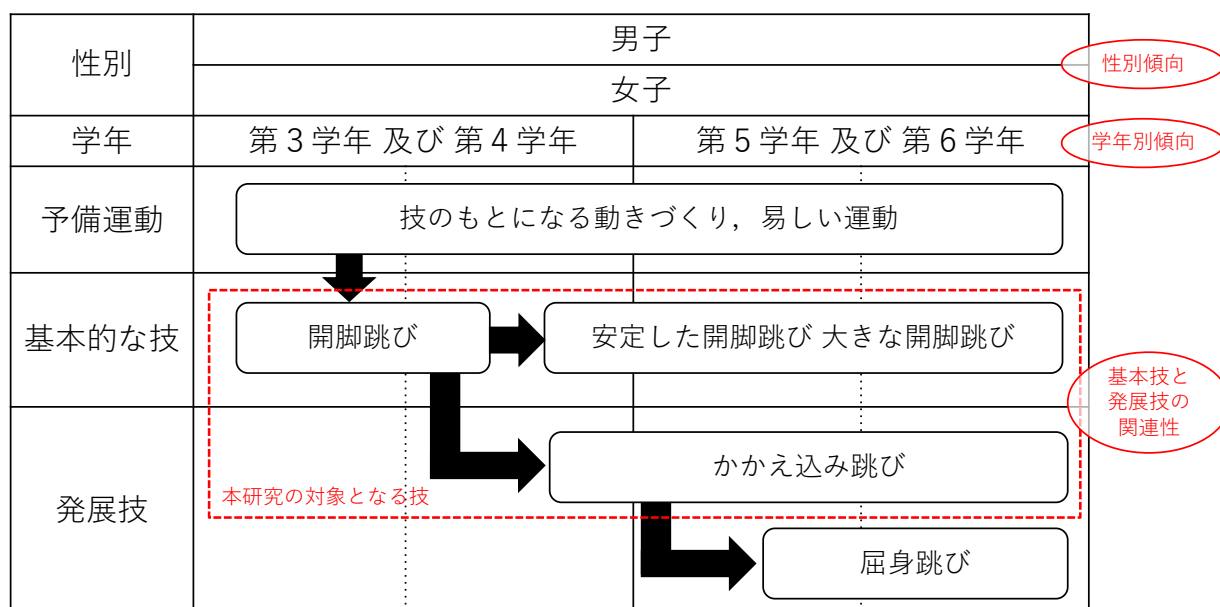 性別
男子
女子
性別傾向
学年
第３学年 及び 第４学年
第５学年 及び 第６学年
学年別傾向
予備運動
技のもとになる動きづくり，易しい運動
基本的な技
開脚跳び
安定した開脚跳び 大きな開脚跳び
基本技と
発展技の
関連性
発展技
かかえ込み跳び
本研究の対象となる技
屈身跳び